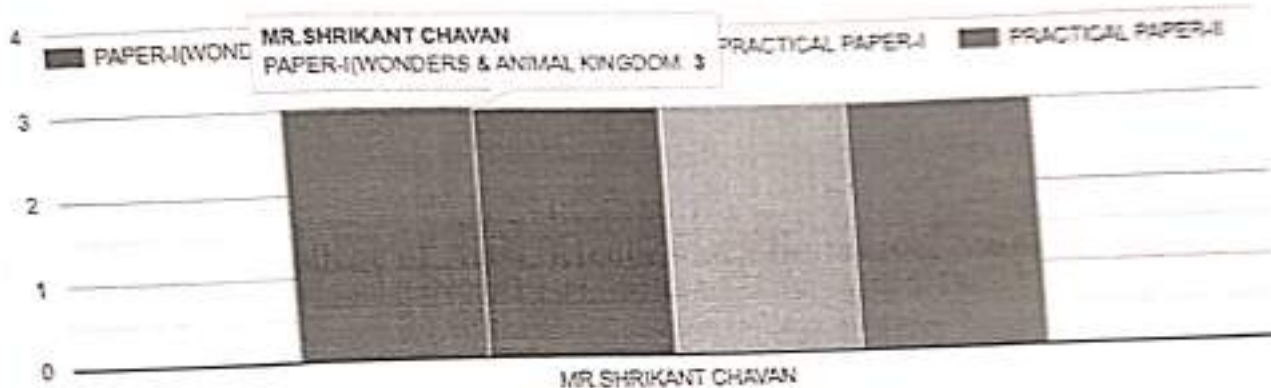 4
PAPER-I(WOND
MR.SHRIKANT CHAVAN
PAPER-I(WONDERS & ANIMAL KINGDOM: 3
PRACTICAL PAPER-I
PRACTICAL PAPER-II
3
2
1
0
MR.SHRIKANT CHAVAN